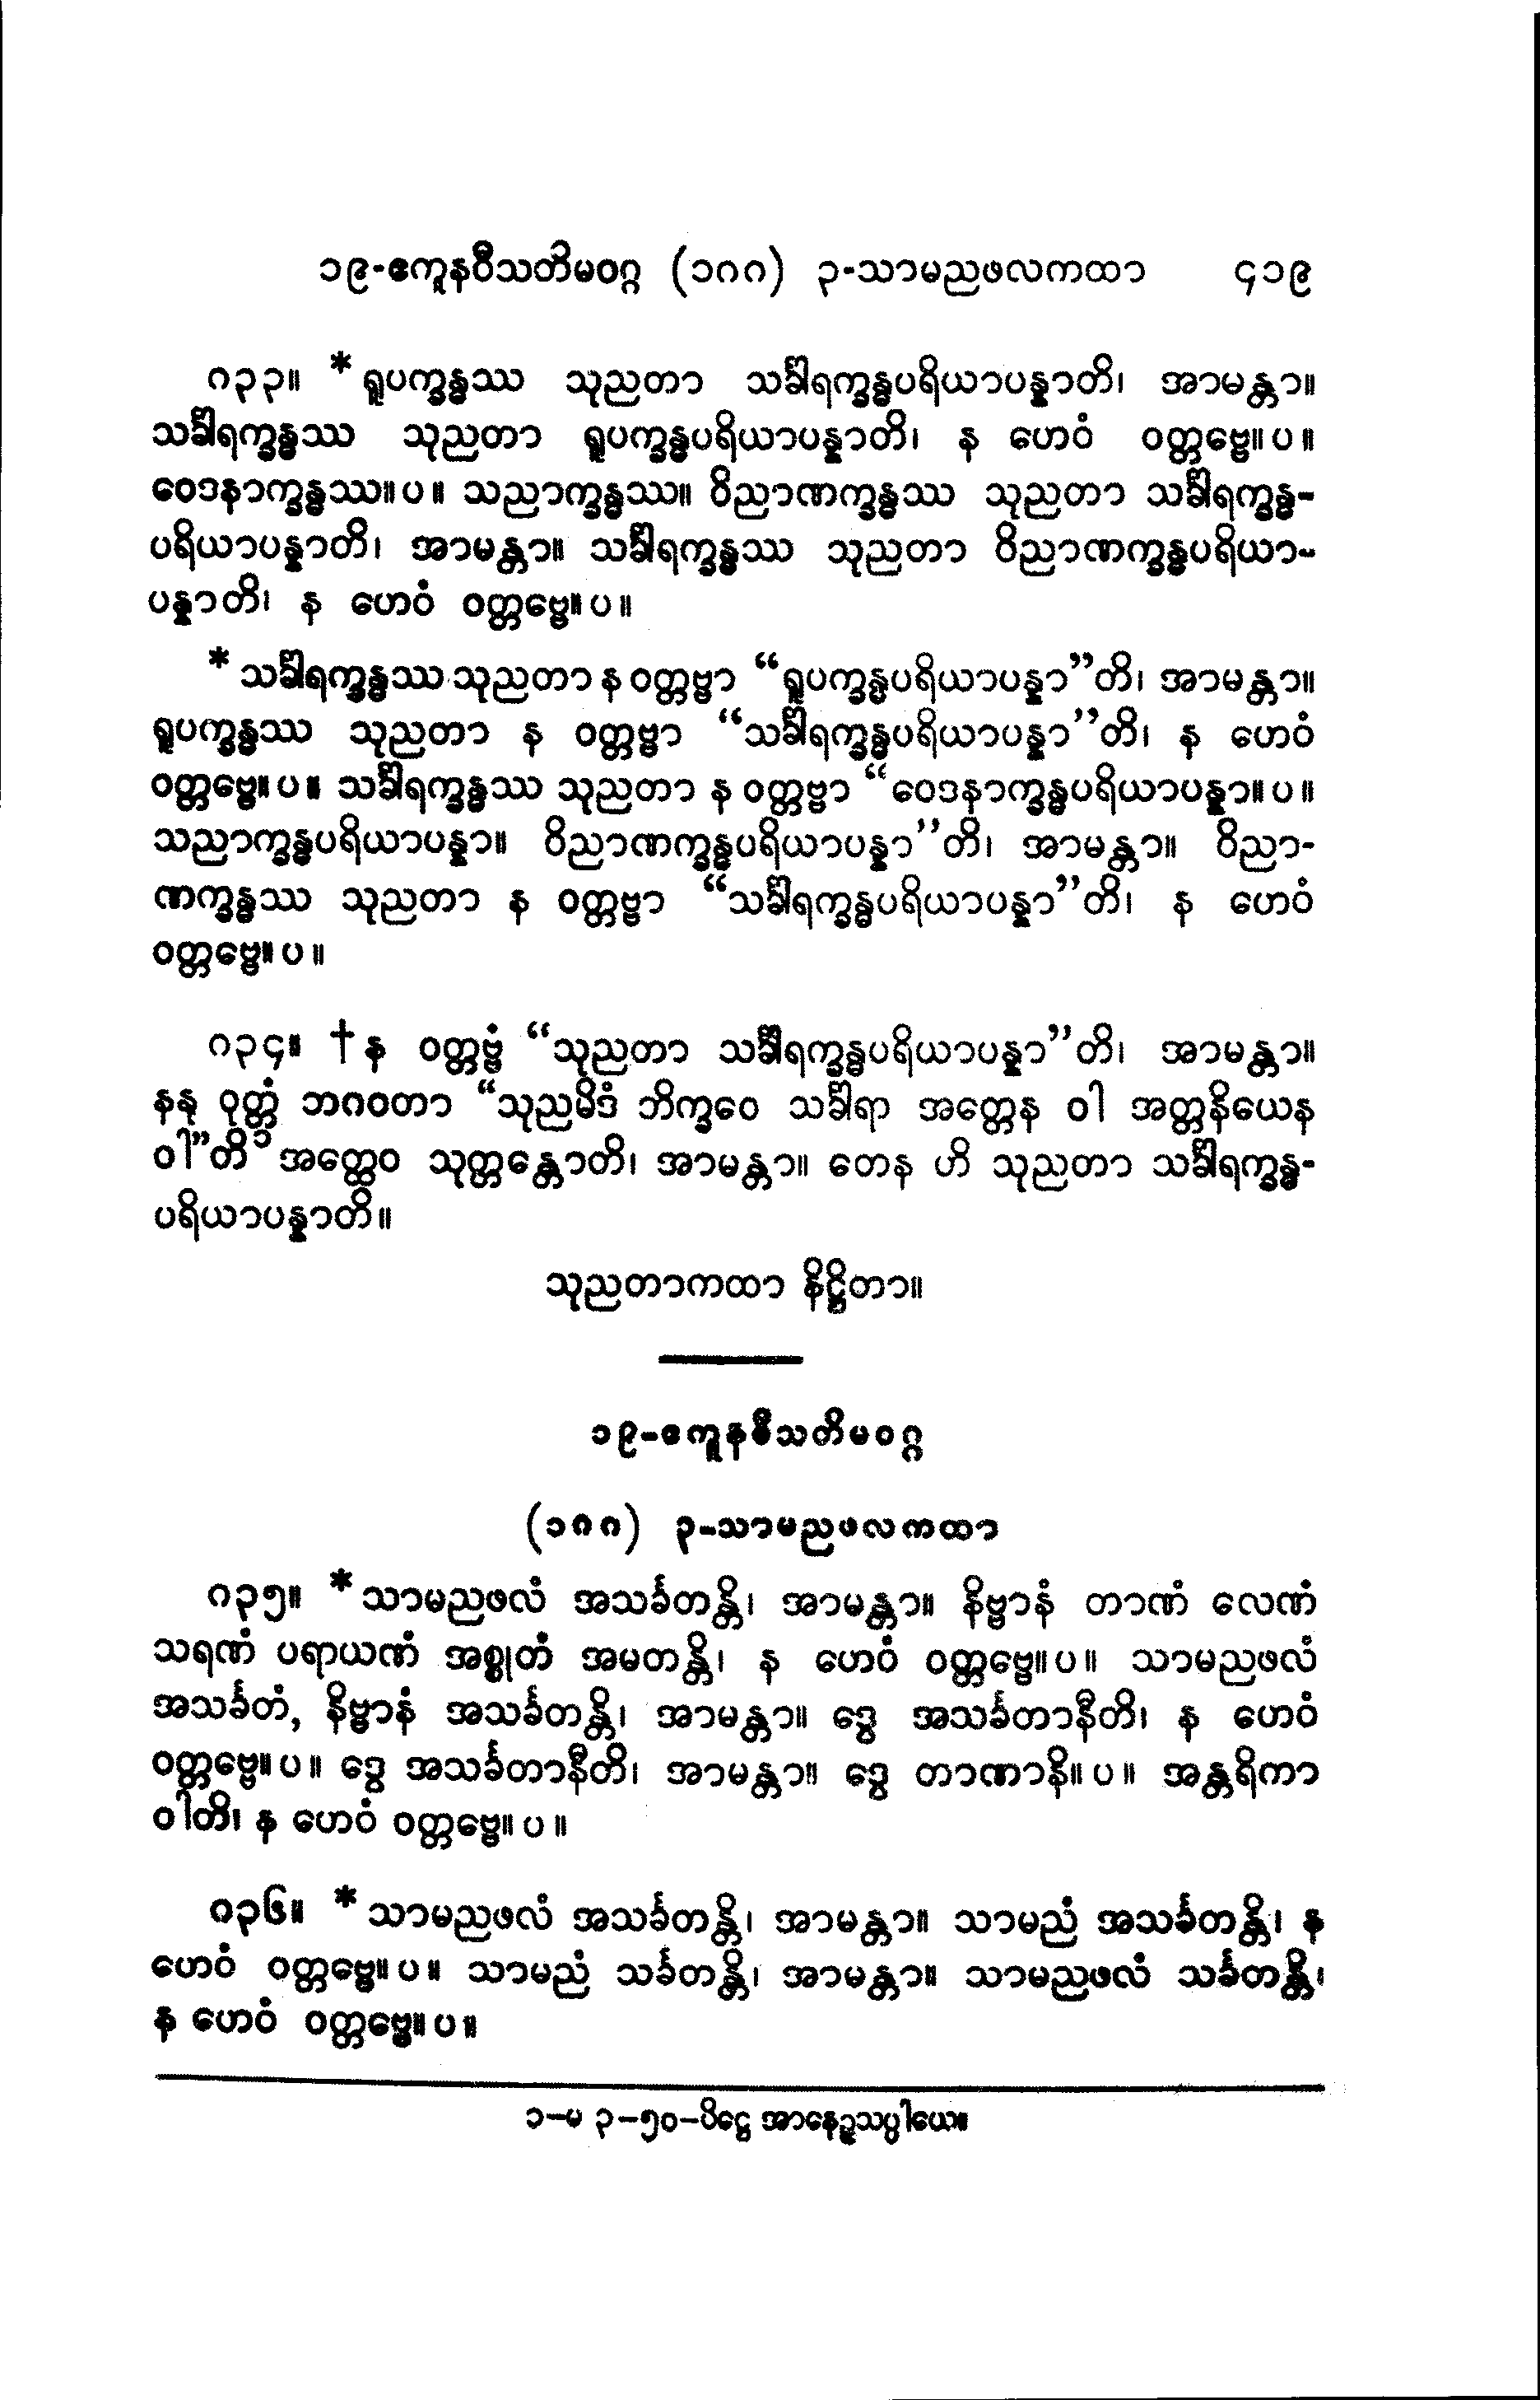 ၁၉-ဧကူနဝီသတိမဝဂ္ဂ (၁၈၈) ၃-သာမညဖလကထာ ၄၁၉
၈၃၃။ * ရူပက္ခန္ဓဿ သုညတာ သင်္ခါရက္ခန္ဓပရိယာပန္နာတိ၊ အာမန္တာ။
သင်္ခါရက္ခန္ဓဿ သုညတာ ရူပက္ခန္ဓပရိယာပန္နာတိ၊ န ဟေဝံ ဝတ္တဗ္ဗေ။ပ။
ဝေဒနာက္ခန္ဓဿ။ပ။ သညာက္ခန္ဓဿ။ ဝိညာဏက္ခန္ဓဿ သုညတာ သင်္ခါရက္ခန္ဓ-
ပရိယာပန္နာတိ၊ အာမန္တာ။ သင်္ခါရက္ခန္ဓဿ သုညတာ ဝိညာဏက္ခန္ဓပရိယာ-
ပန္နာတိ၊ န ဟေဝံ ဝတ္တဗ္ဗေ။ပ။
* သင်္ခါရက္ခန္ဓဿ သုညတာ န ဝတ္တဗ္ဗာ “ရူပက္ခန္ဓပရိယာပန္နာ”တိ၊ အာမန္တာ။
ရူပက္ခန္ဓဿ သုညတာ န ဝတ္တဗ္ဗာ “သင်္ခါရက္ခန္ဓပရိယာပန္နာ”တိ၊ န ဟေဝံ
ဝတ္တဗ္ဗေ။ပ။ သင်္ခါရက္ခန္ဓဿ သုညတာ န ဝတ္တဗ္ဗာ “ဝေဒနာက္ခန္ဓပရိယာပန္နာ။ပ။
သညာက္ခန္ဓပရိယာပန္နာ။ ဝိညာဏက္ခန္ဓပရိယာပန္နာ”တိ၊ အာမန္တာ။ ဝိညာ-
ဏက္ခန္ဓဿ သုညတာ န ဝတ္တဗ္ဗာ “သင်္ခါရက္ခန္ဓပရိယာပန္နာ”တိ၊ န ဟေဝံ
ဝတ္တဗ္ဗေ။ပ။
၈၃၄။ † န ဝတ္တဗ္ဗံ “သုညတာ သင်္ခါရက္ခန္ဓပရိယာပန္နာ”တိ၊ အာမန္တာ။
နနု ဝုတ္တံ ဘဂဝတာ “သုညမိဒံ ဘိက္ခဝေ သင်္ခါရာ အတ္တေန ဝါ အတ္တနိယေန
ဝါ”တိ၁ အတ္ထေဝ သုတ္တန္တောတိ၊ အာမန္တာ။ တေန ဟိ သုညတာ သင်္ခါရက္ခန္ဓ-
ပရိယာပန္နာတိ။
သုညတာကထာ နိဋ္ဌိတာ။
၁၉-ဧကူနဝီသတိမဝဂ္ဂ
(၁၈၈) ၃-သာမညဖလကထာ
၈၃၅။ * သာမညဖလံ အသင်္ခတန္တိ၊ အာမန္တာ။ နိဗ္ဗာနံ တာဏံ လေဏံ
သရဏံ ပရာယဏံ အစ္စုတံ အမတန္တိ၊ န ဟေဝံ ဝတ္တဗ္ဗေ။ပ။ သာမညဖလံ
အသင်္ခတံ, နိဗ္ဗာနံ အသင်္ခတန္တိ၊ အာမန္တာ။ ဒွေ အသင်္ခတာနီတိ၊ န ဟေဝံ
ဝတ္တဗ္ဗေ။ပ။ ဒွေ အသင်္ခတာနီတိ၊ အာမန္တာ။ ဒွေ တာဏာနိ။ပ။ အန္တရိကာ
ဝါတိ၊ န ဟေဝံ ဝတ္တဗ္ဗေ။ပ။
၈၃၆။ * သာမညဖလံ အသင်္ခတန္တိ၊ အာမန္တာ။ သာမညံ အသင်္ခတန္တိ၊ န
ဟေဝံ ဝတ္တဗ္ဗေ။ပ။ သာမညံ သင်္ခတန္တိ၊ အာမန္တာ။ သာမညဖလံ သင်္ခတန္တိ၊
န ဟေဝံ ဝတ္တဗ္ဗေ။ပ။
၁-မ ၃-၅၀-ပိဋ္ဌေ အာနေဉ္ဇသပ္ပါယေ။